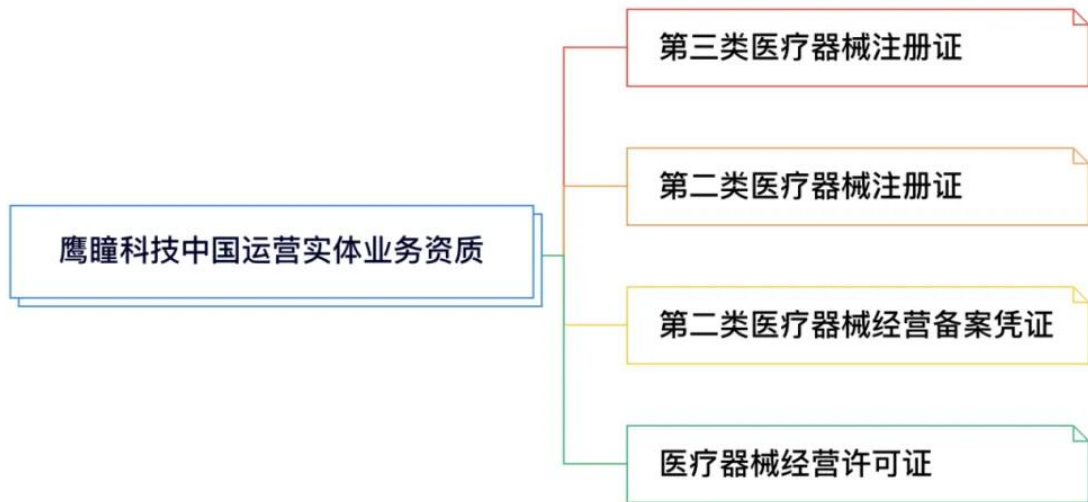 第三类医疗器械注册证
第二类医疗器械注册证
鹰瞳科技中国运营实体业务资质
第二类医疗器械经营备案凭证
医疗器械经营许可证